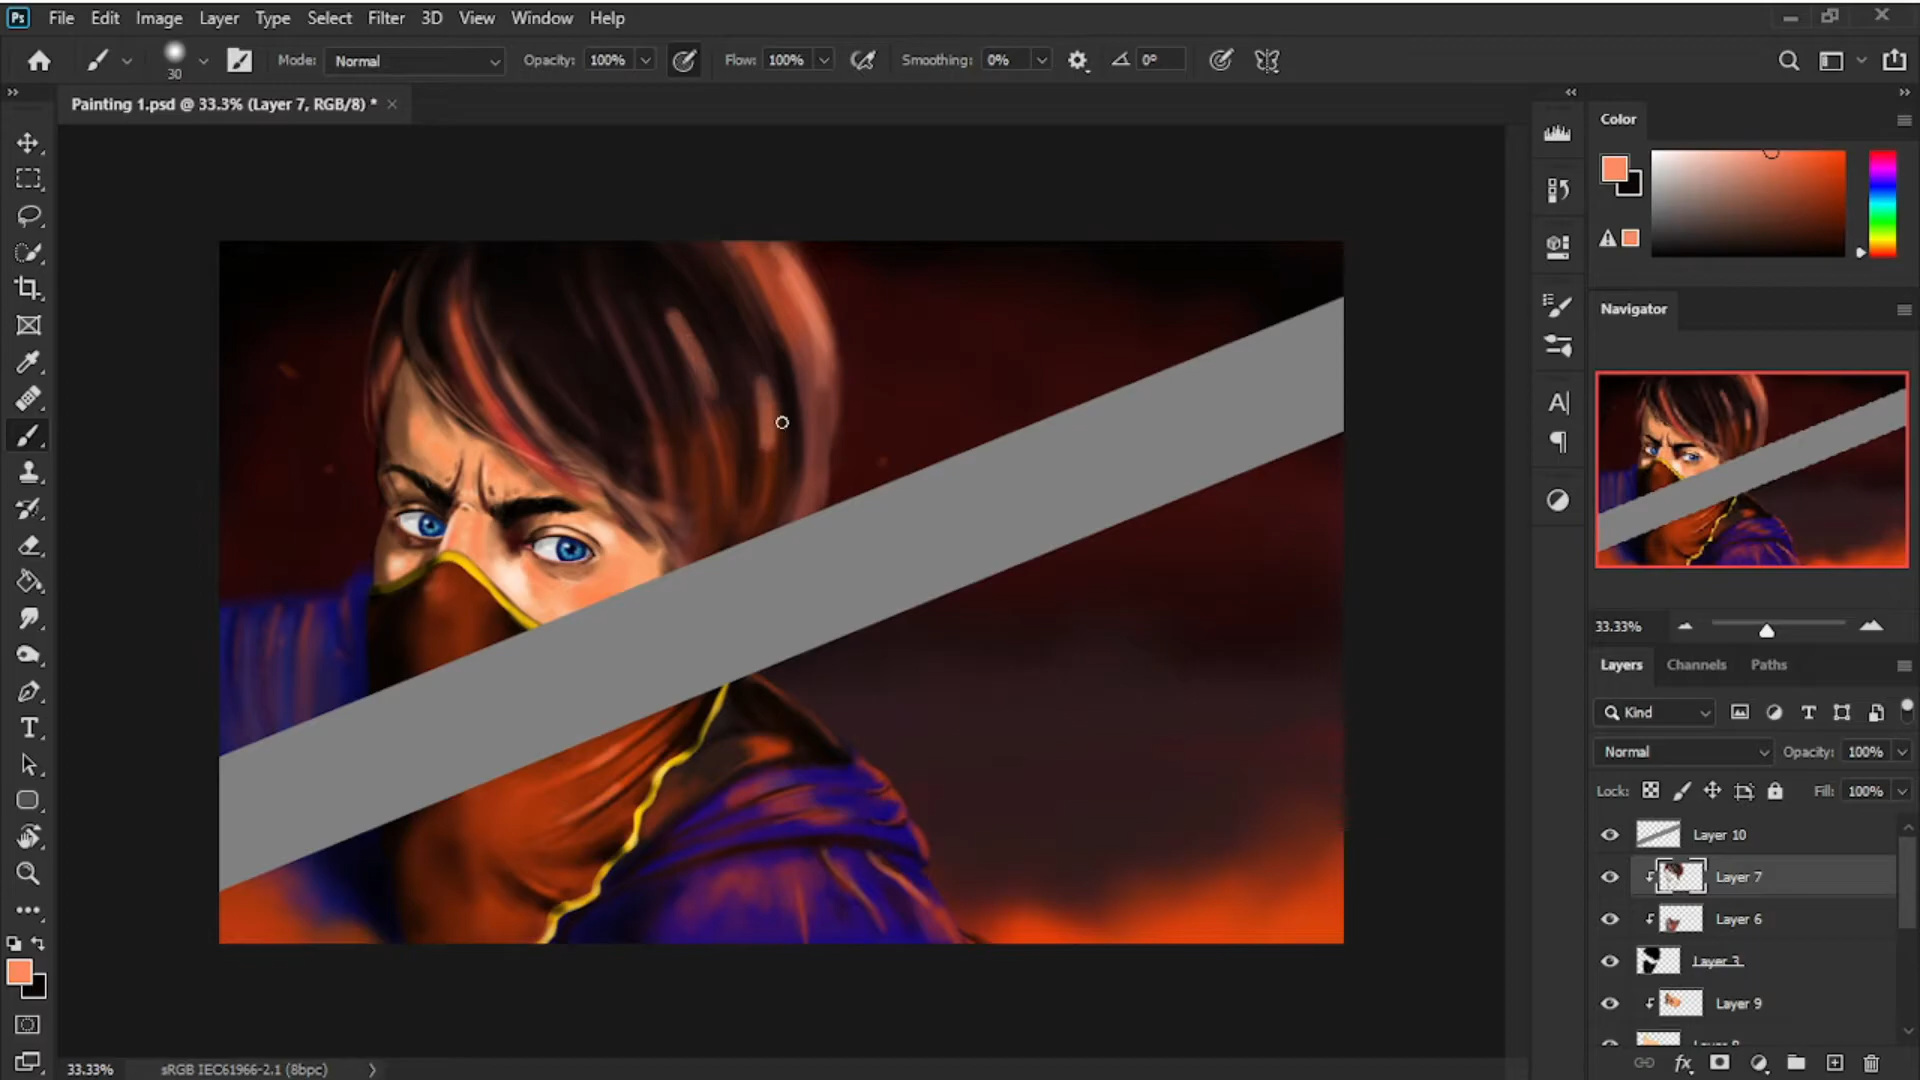 Ps File Edit Image Layer Type Select Filter 3D View Window Help
30 Mode: Normal Opacity: 100% Flow: 100% Smoothing: 0% 0°
Painting 1.psd @ 33.3% (Layer 7, RGB/8) *
Color
Navigator
33.33%
Layers Channels Paths
Kind
Normal Opacity: 100%
Lock: Fill: 100%
Layer 10
Layer 7
Layer 6
Layer 3
Layer 9
33.33% sRGB IEC61966-2.1 (8bpc)